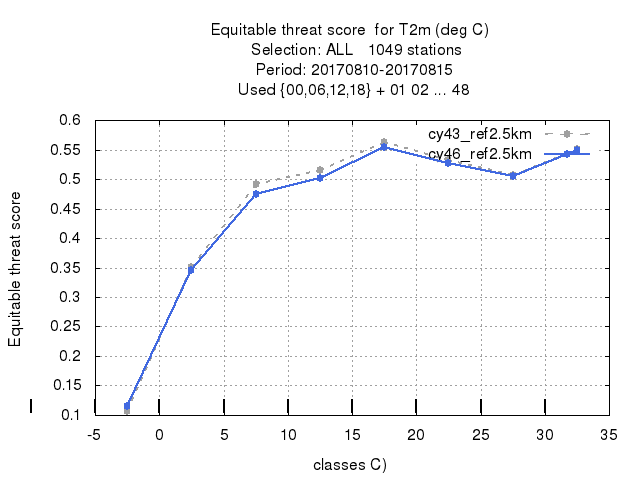 Equitable threat score for T2m (deg C)
Selection: ALL 1049 stations
Period: 20170810-20170815
Used {00,06,12,18} + 01 02 ... 48
cy43_ref2.5km
cy46_ref2.5km
0.6
0.55
0.5
0.45
0.4
0.35
0.3
0.25
0.2
0.15
0.1
Equitable threat score
-5 0 5 10 15 20 25 30 35
classes C)